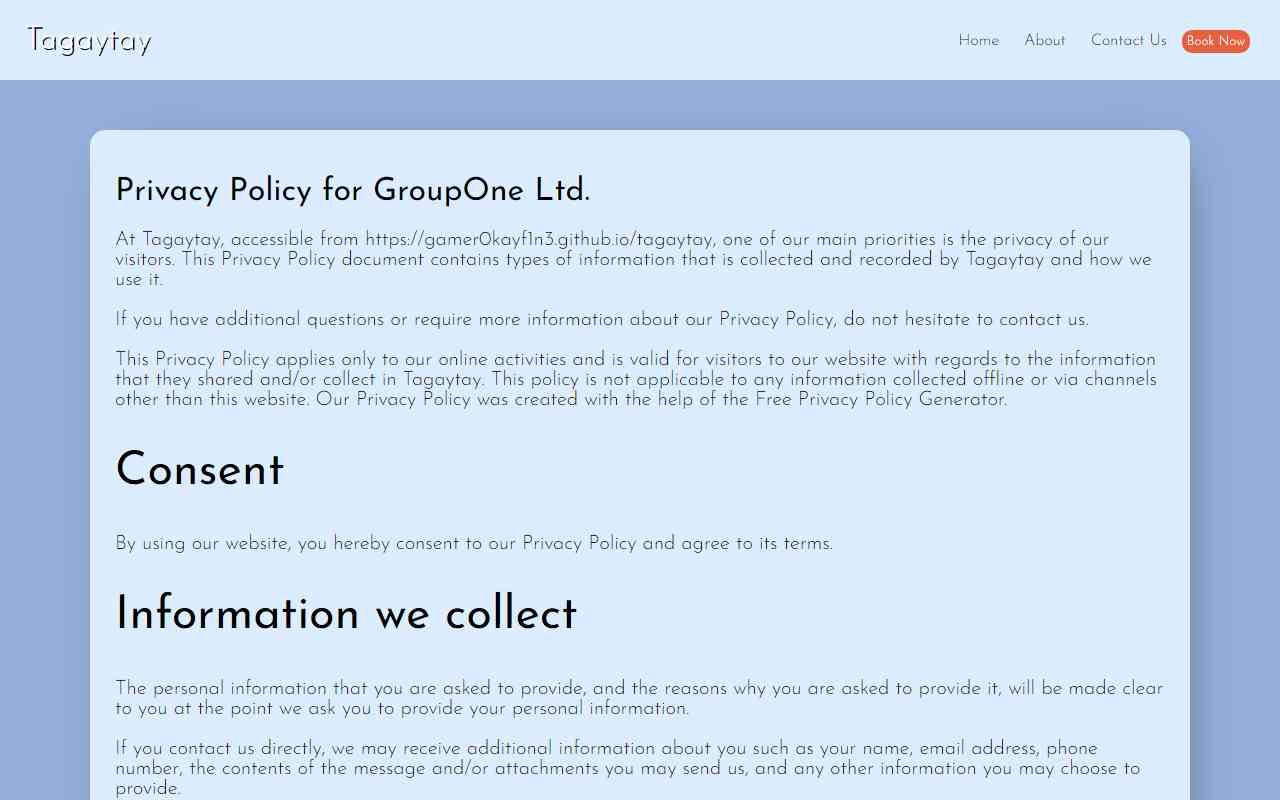 Tagaytay
Home About Contact Us Book Now
Privacy Policy for GroupOne Ltd.
At Tagaytay, accessible from https://gamer0kayf1n3.github.io/tagaytay, one of our main priorities is the privacy of our
visitors. This Privacy Policy document contains types of information that is collected and recorded by Tagaytay and how we
use it.
If you have additional questions or require more information about our Privacy Policy, do not hesitate to contact us.
This Privacy Policy applies only to our online activities and is valid for visitors to our website with regards to the information
that they shared and/or collect in Tagaytay. This policy is not applicable to any information collected offline or via channels
other than this website. Our Privacy Policy was created with the help of the Free Privacy Policy Generator.
Consent
By using our website, you hereby consent to our Privacy Policy and agree to its terms.
Information we collect
The personal information that you are asked to provide, and the reasons why you are asked to provide it, will be made clear
to you at the point we ask you to provide your personal information.
If you contact us directly, we may receive additional information about you such as your name, email address, phone
number, the contents of the message and/or attachments you may send us, and any other information you may choose to
provide.